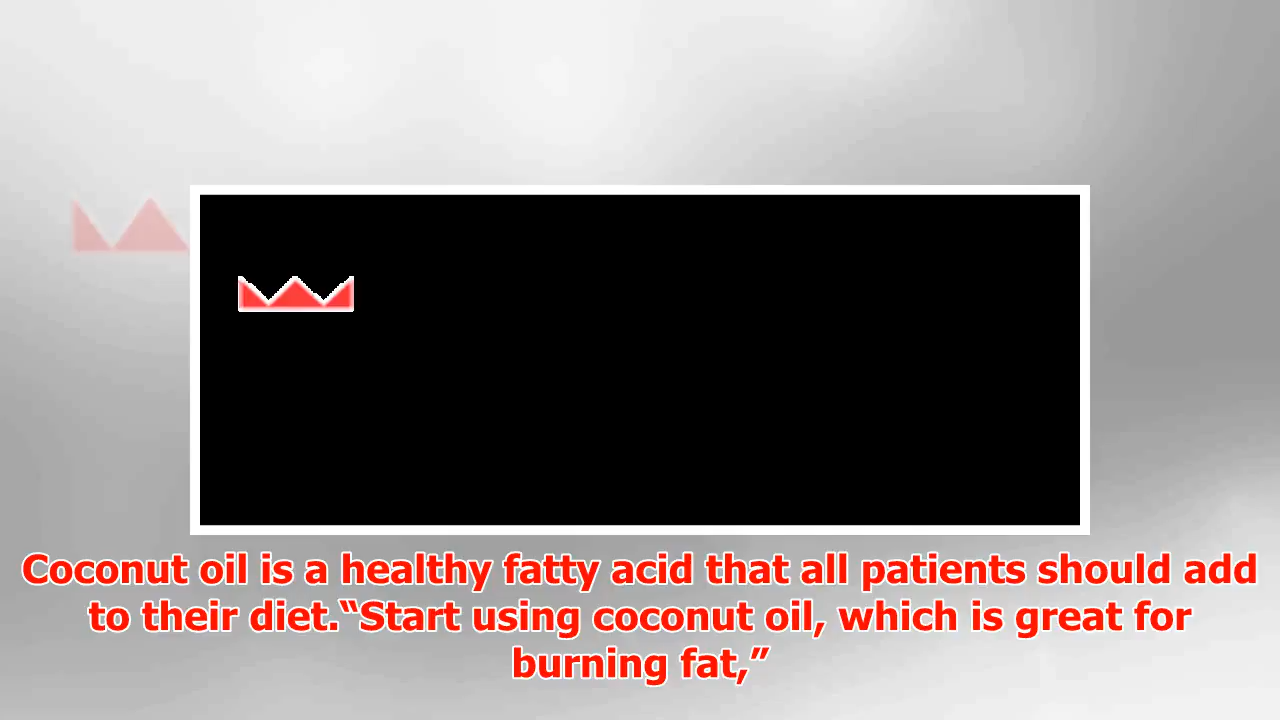 Coconut oil is a healthy fatty acid that all patients should add
to their diet.“Start using coconut oil, which is great for
burning fat,”